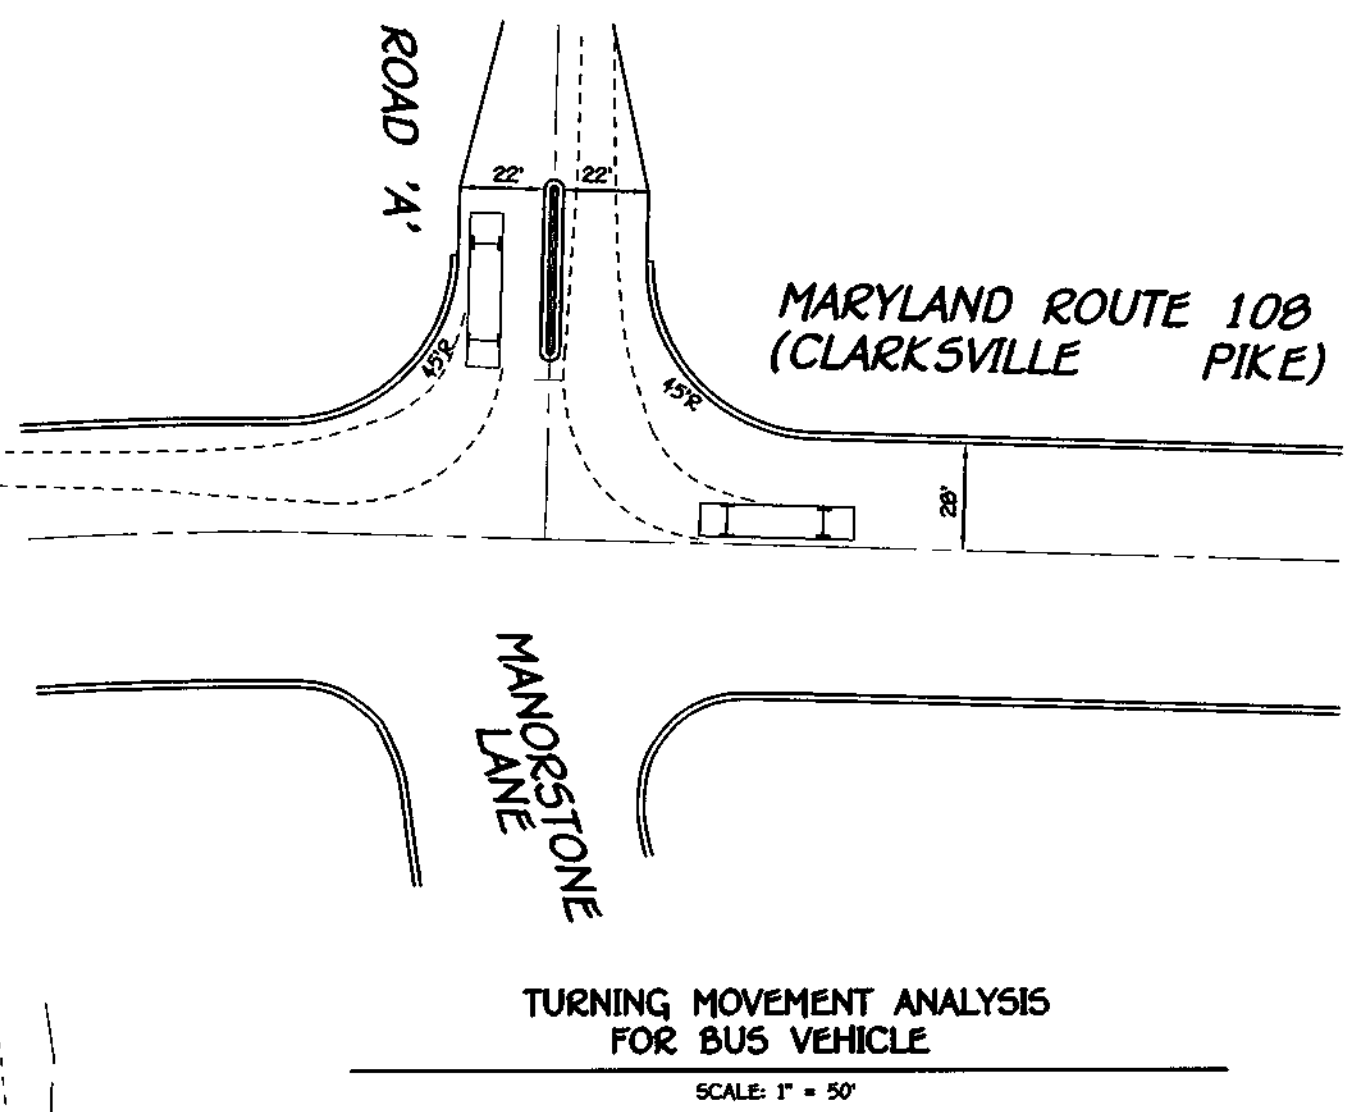 ROAD 'A'
22'
22'
45'R
45'R
MARYLAND ROUTE 108
(CLARKSVILLE PIKE)
28'
MANORSTONE
LANE
TURNING MOVEMENT ANALYSIS
FOR BUS VEHICLE
SCALE: 1" = 50'